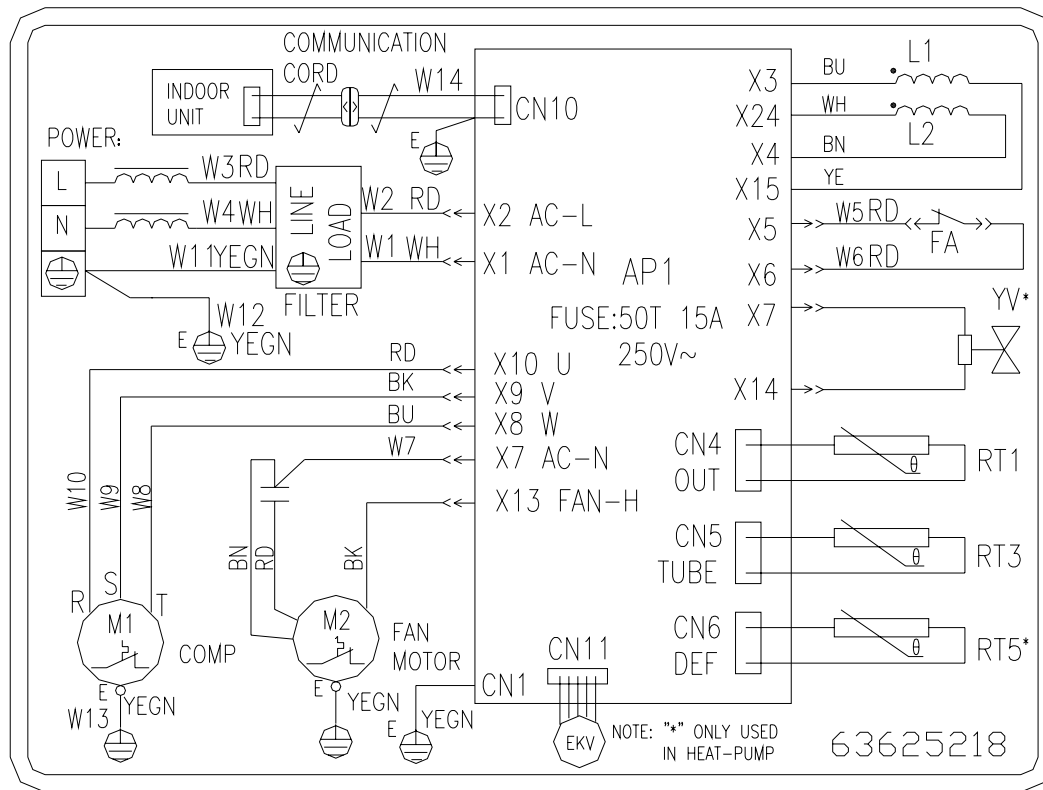 COMMUNICATION
CORD
W14
INDOOR
UNIT
CN10
E
POWER:
L
N
W3RD
W4WH
W11YEGN
LINE
LOAD
FILTER
W2 RD
W1 WH
X2 AC-L
X1 AC-N
E
W12
YEGN
AP1
FUSE:50T 15A
250V~
X3
BU
L1
X24
WH
L2
X4
BN
X15
YE
X5
W5RD
FA
X6
W6RD
X7
YV*
X14
RD
X10 U
BK
X9 V
BU
X8 W
W7
X7 AC-N
X13 FAN-H
W10
W9
W8
BN
RD
BK
R
S
T
M1
COMP
E
YEGN
W13
M2
FAN
MOTOR
E
YEGN
CN1
E
YEGN
CN4
OUT
θ
RT1
CN5
TUBE
θ
RT3
CN6
DEF
θ
RT5*
CN11
EKV
NOTE: "*" ONLY USED
IN HEAT-PUMP
63625218